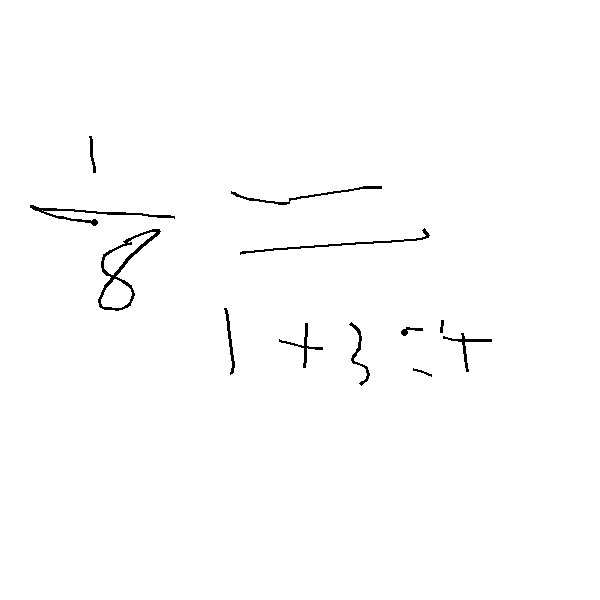 1/8 =
1 + 3 = 4